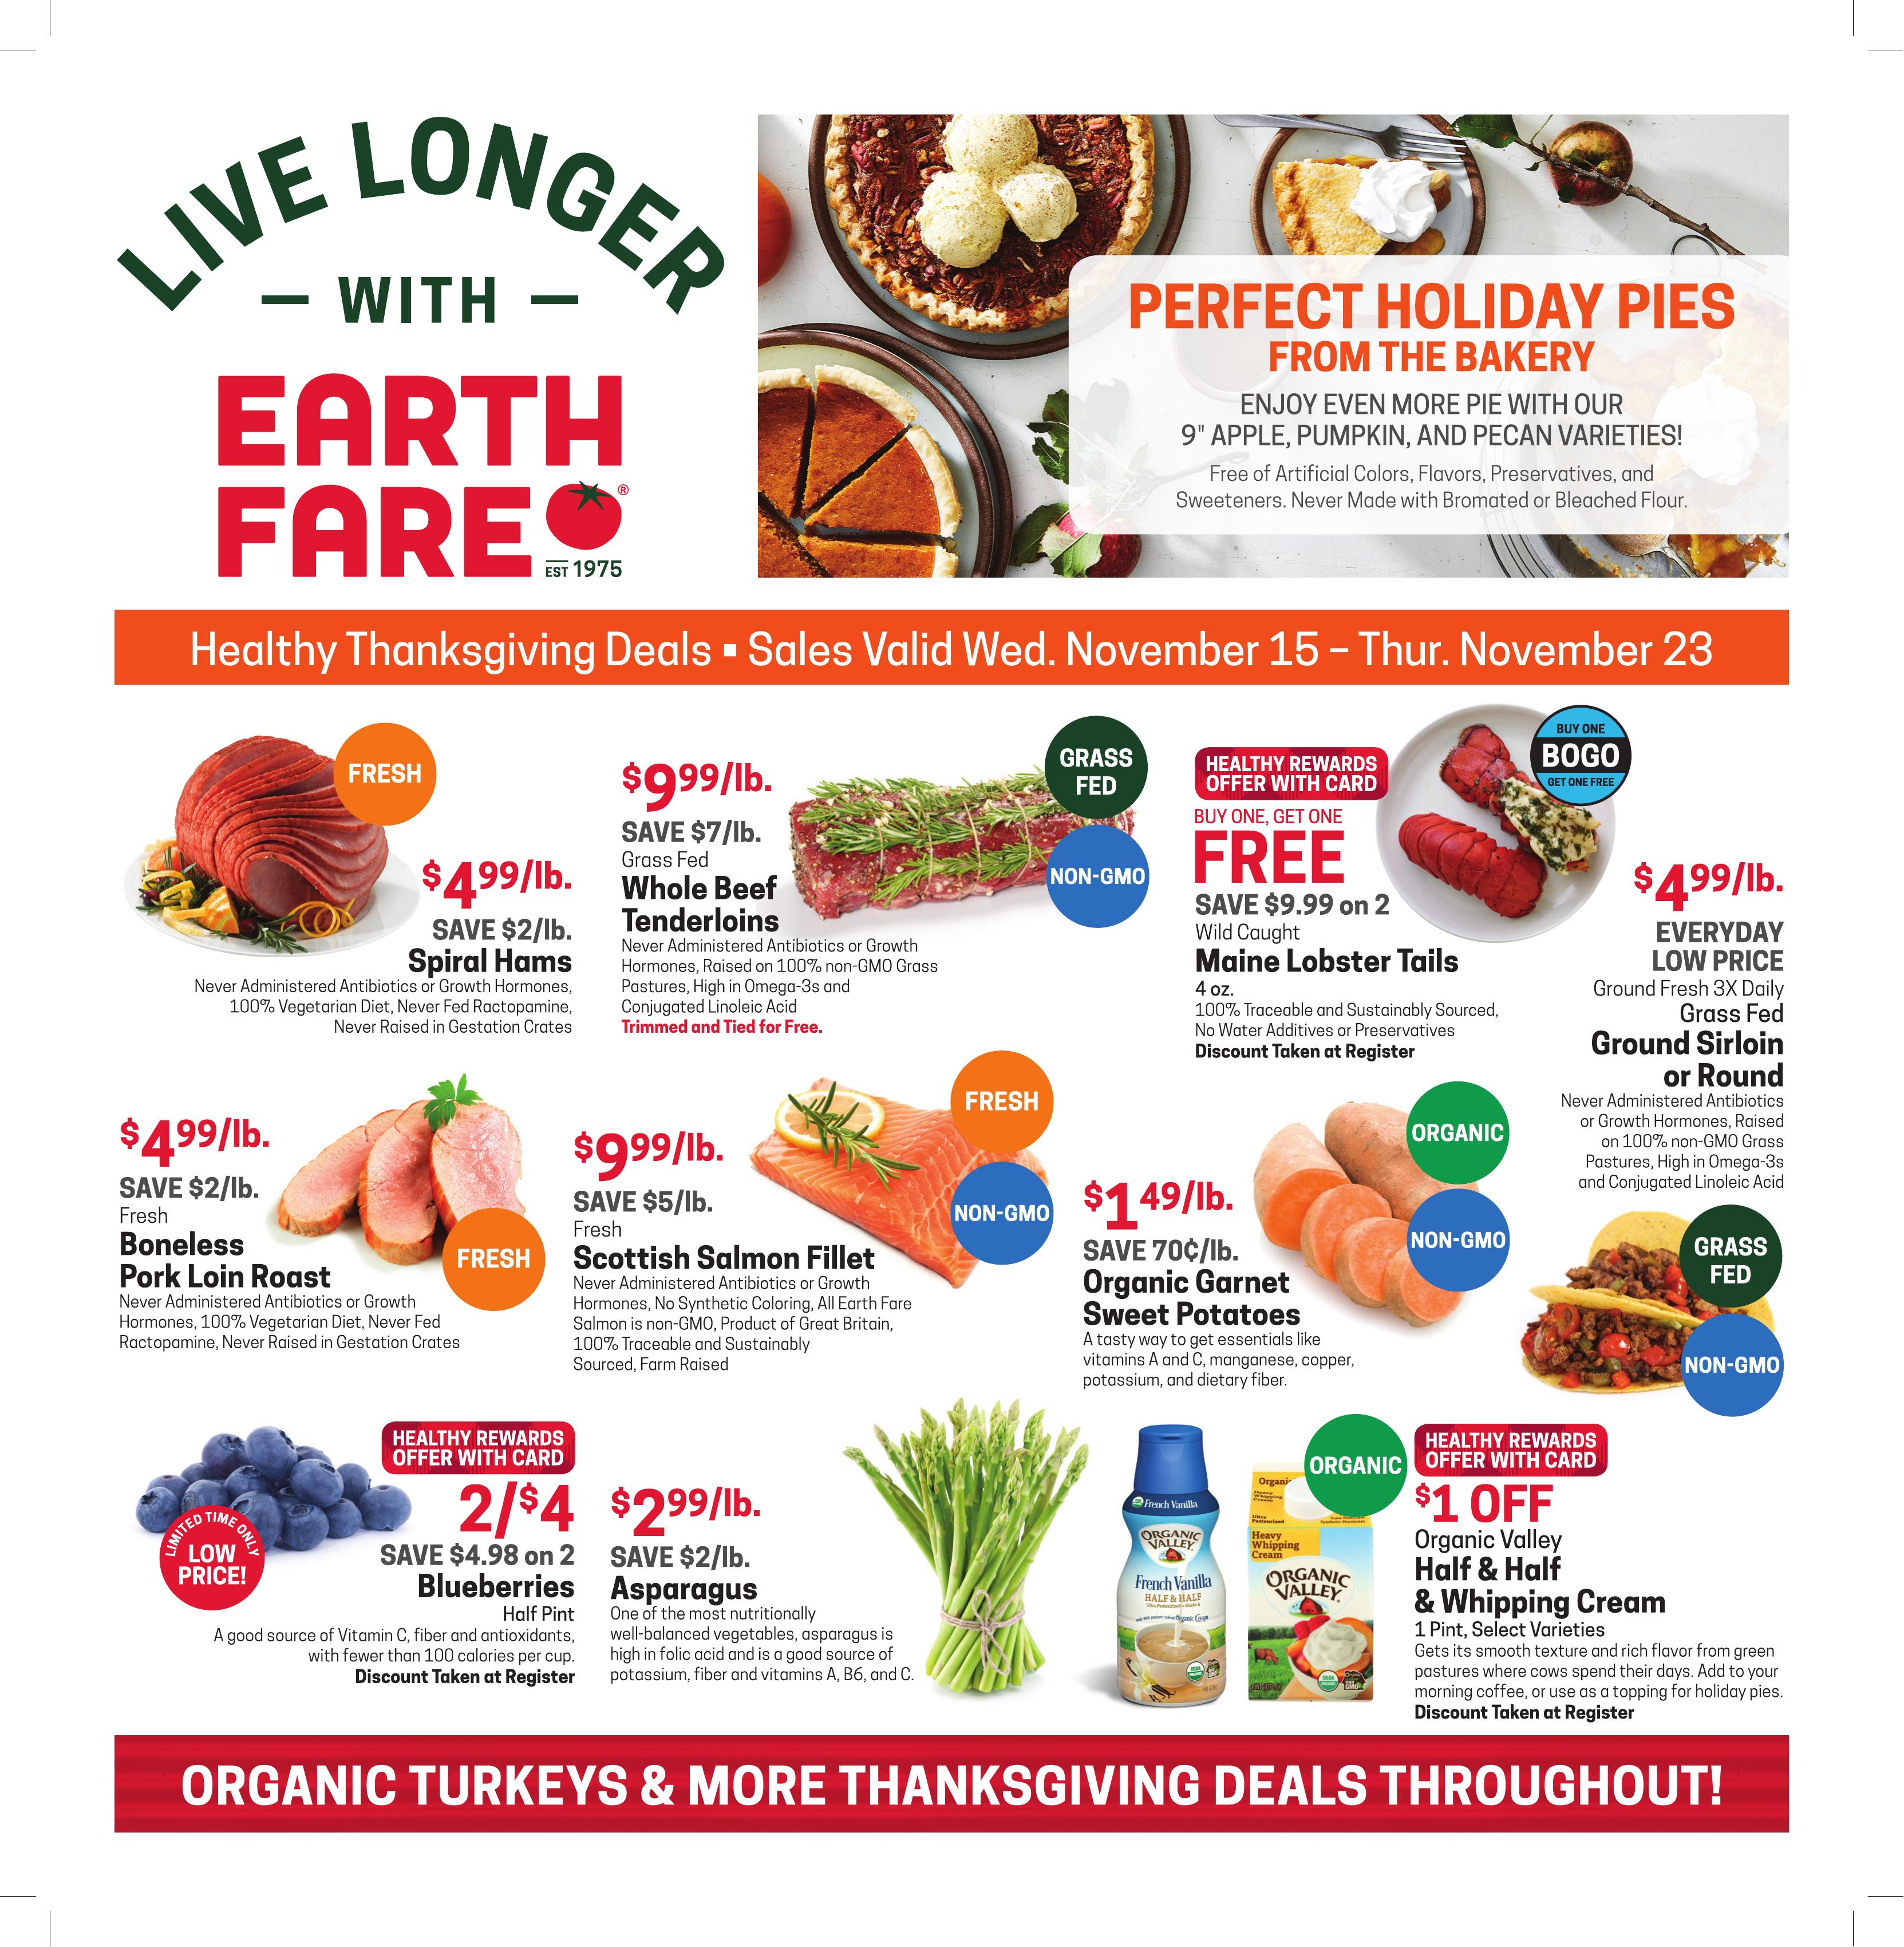 LIVE LONGER
— WITH —
EARTH
FARE®
EST 1975
PERFECT HOLIDAY PIES
FROM THE BAKERY
ENJOY EVEN MORE PIE WITH OUR
9" APPLE, PUMPKIN, AND PECAN VARIETIES!
Free of Artificial Colors, Flavors, Preservatives, and
Sweeteners. Never Made with Bromated or Bleached Flour.
Healthy Thanksgiving Deals ▪ Sales Valid Wed. November 15 – Thur. November 23
FRESH
$4.99/lb.
SAVE $2/lb.
Spiral Hams
Never Administered Antibiotics or Growth Hormones,
100% Vegetarian Diet, Never Fed Ractopamine,
Never Raised in Gestation Crates
$9.99/lb.
SAVE $7/lb.
Grass Fed
Whole Beef
Tenderloins
Never Administered Antibiotics or Growth
Hormones, Raised on 100% non-GMO Grass
Pastures, High in Omega-3s and
Conjugated Linoleic Acid
Trimmed and Tied for Free.
GRASS
FED
NON-GMO
HEALTHY REWARDS
OFFER WITH CARD
BUY ONE, GET ONE
FREE
SAVE $9.99 on 2
Wild Caught
Maine Lobster Tails
4 oz.
100% Traceable and Sustainably Sourced,
No Water Additives or Preservatives
Discount Taken at Register
BUY ONE
BOGO
GET ONE FREE
$4.99/lb.
EVERYDAY
LOW PRICE
Ground Fresh 3X Daily
Grass Fed
Ground Sirloin
or Round
Never Administered Antibiotics
or Growth Hormones, Raised
on 100% non-GMO Grass
Pastures, High in Omega-3s
and Conjugated Linoleic Acid
GRASS
FED
NON-GMO
$4.99/lb.
SAVE $2/lb.
Fresh
Boneless
Pork Loin Roast
Never Administered Antibiotics or Growth
Hormones, 100% Vegetarian Diet, Never Fed
Ractopamine, Never Raised in Gestation Crates
FRESH
$9.99/lb.
SAVE $5/lb.
Fresh
Scottish Salmon Fillet
Never Administered Antibiotics or Growth
Hormones, No Synthetic Coloring, All Earth Fare
Salmon is non-GMO, Product of Great Britain,
100% Traceable and Sustainably
Sourced, Farm Raised
FRESH
NON-GMO
$1.49/lb.
SAVE 70¢/lb.
Organic Garnet
Sweet Potatoes
A tasty way to get essentials like
vitamins A and C, manganese, copper,
potassium, and dietary fiber.
ORGANIC
NON-GMO
LIMITED TIME ONLY
LOW
PRICE!
HEALTHY REWARDS
OFFER WITH CARD
2/$4
SAVE $4.98 on 2
Blueberries
Half Pint
A good source of Vitamin C, fiber and antioxidants,
with fewer than 100 calories per cup.
Discount Taken at Register
$2.99/lb.
SAVE $2/lb.
Asparagus
One of the most nutritionally
well-balanced vegetables, asparagus is
high in folic acid and is a good source of
potassium, fiber and vitamins A, B6, and C.
French Vanilla
ORGANIC
VALLEY
French Vanilla
HALF & HALF
Organic
Heavy
Whipping
Cream
Heavy
Whipping
Cream
ORGANIC
VALLEY
ORGANIC
HEALTHY REWARDS
OFFER WITH CARD
$1 OFF
Organic Valley
Half & Half
& Whipping Cream
1 Pint, Select Varieties
Gets its smooth texture and rich flavor from green
pastures where cows spend their days. Add to your
morning coffee, or use as a topping for holiday pies.
Discount Taken at Register
ORGANIC TURKEYS & MORE THANKSGIVING DEALS THROUGHOUT!